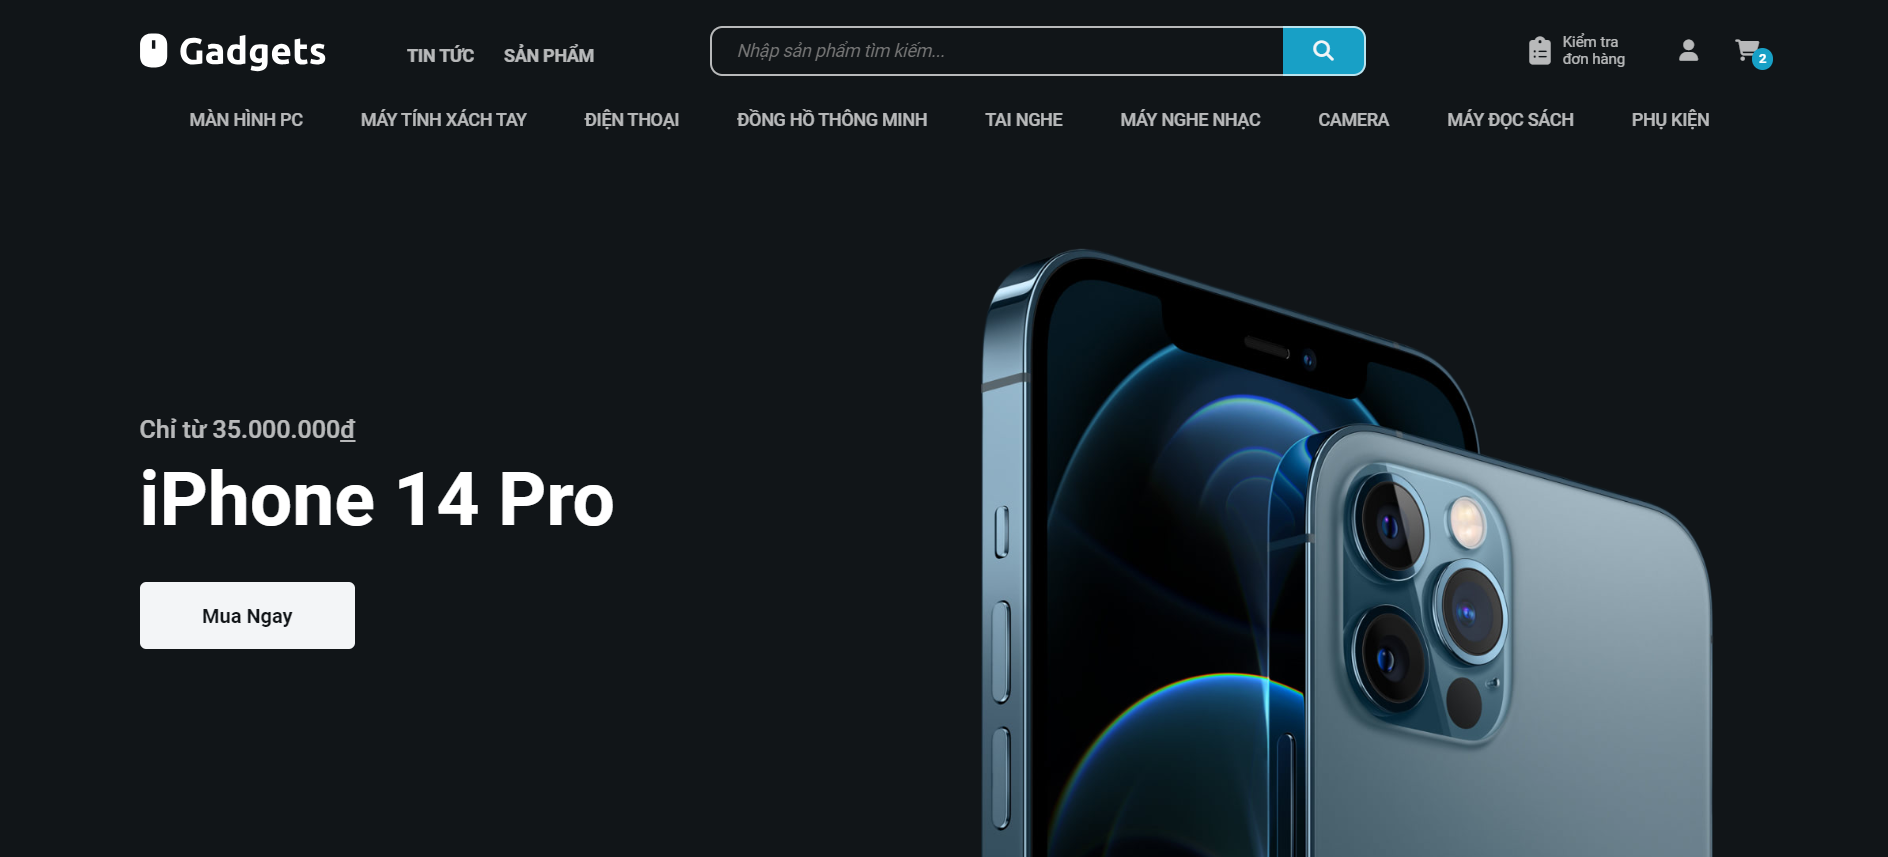 Gadgets
TIN TỨC
SẢN PHẨM
Nhập sản phẩm tìm kiếm...
Kiểm tra
đơn hàng
2
MÀN HÌNH PC
MÁY TÍNH XÁCH TAY
ĐIỆN THOẠI
ĐỒNG HỒ THÔNG MINH
TAI NGHE
MÁY NGHE NHẠC
CAMERA
MÁY ĐỌC SÁCH
PHỤ KIỆN
Chỉ từ 35.000.000₫
iPhone 14 Pro
Mua Ngay